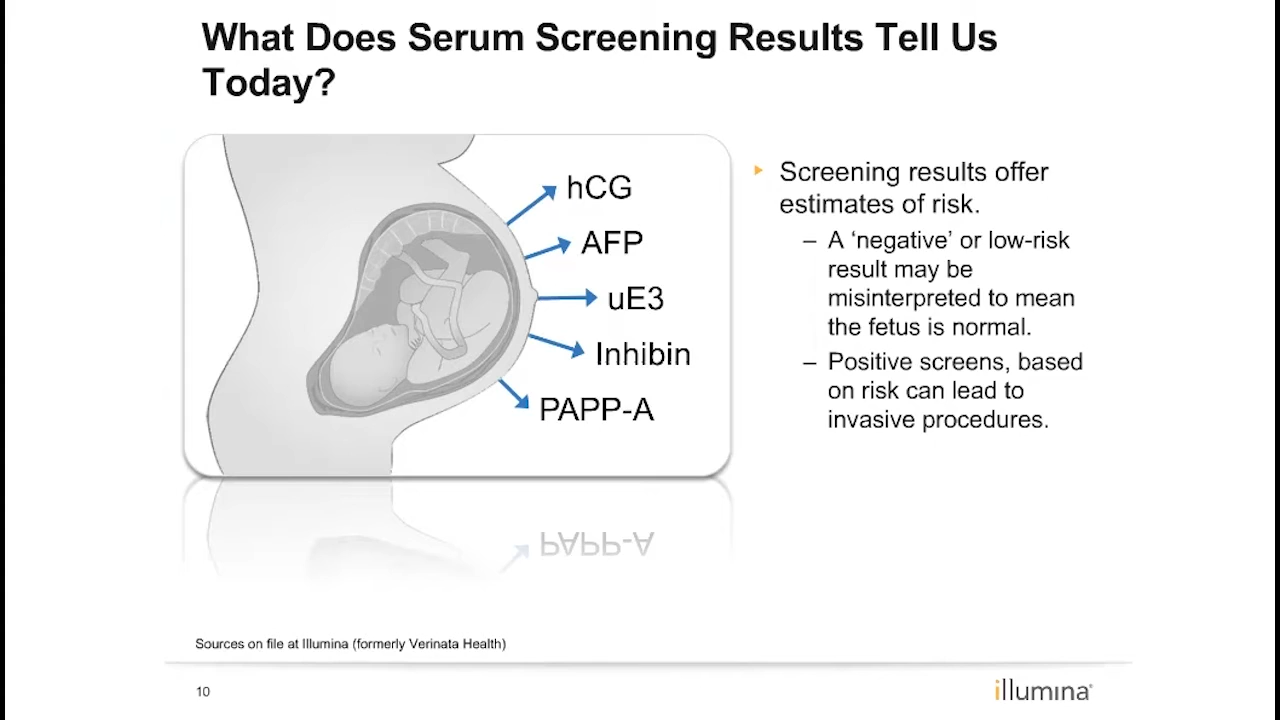 What Does Serum Screening Results Tell Us
Today?
hCG
AFP
uE3
Inhibin
PAPP-A
Screening results offer
estimates of risk.
– A ‘negative’ or low-risk
result may be
misinterpreted to mean
the fetus is normal.
– Positive screens, based
on risk can lead to
invasive procedures.
PAPP-A
Sources on file at Illumina (formerly Verinata Health)
10
illumina®